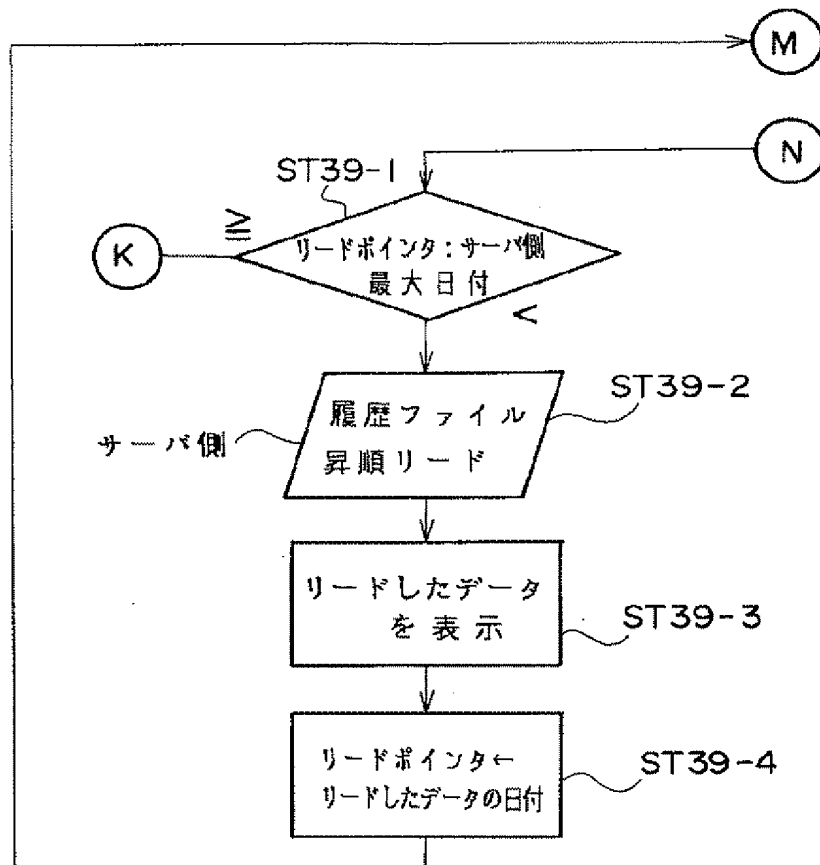 M
N
ST39-1
≧
K
リードポインタ:サーバ側
最大日付
<
ST39-2
履歴ファイル
昇順リード
サーバ側
リードしたデータ
を表示
ST39-3
リードポインタ←
リードしたデータの日付
ST39-4